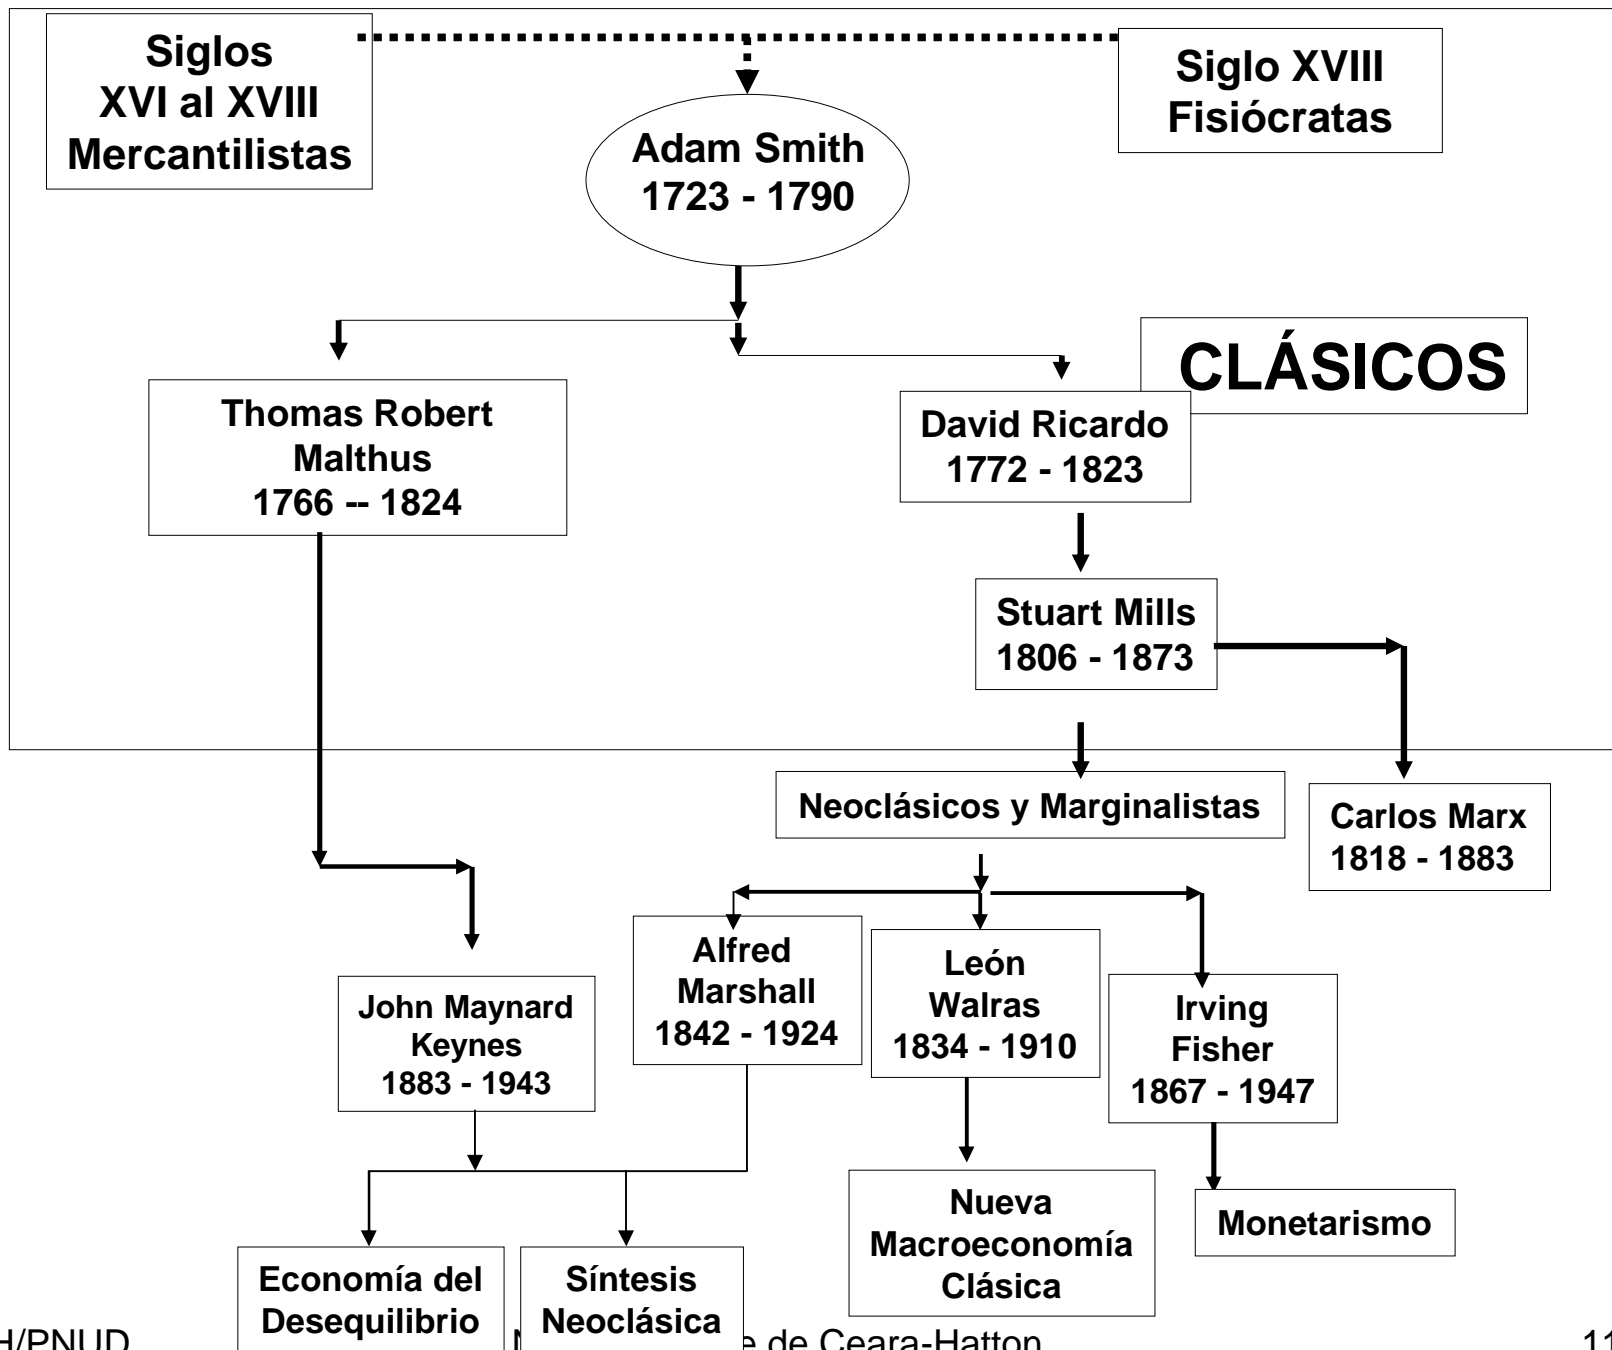 Siglos
XVI al XVIII
Mercantilistas
Siglo XVIII
Fisiócratas
Adam Smith
1723 - 1790
CLÁSICOS
Thomas Robert
Malthus
1766 -- 1824
David Ricardo
1772 - 1823
Stuart Mills
1806 - 1873
Neoclásicos y Marginalistas
Carlos Marx
1818 - 1883
John Maynard
Keynes
1883 - 1943
Alfred
Marshall
1842 - 1924
León
Walras
1834 - 1910
Irving
Fisher
1867 - 1947
Economía del
Desequilibrio
Síntesis
Neoclásica
Nueva
Macroeconomía
Clásica
Monetarismo
H/PNUD
de Ceara-Hatton
11